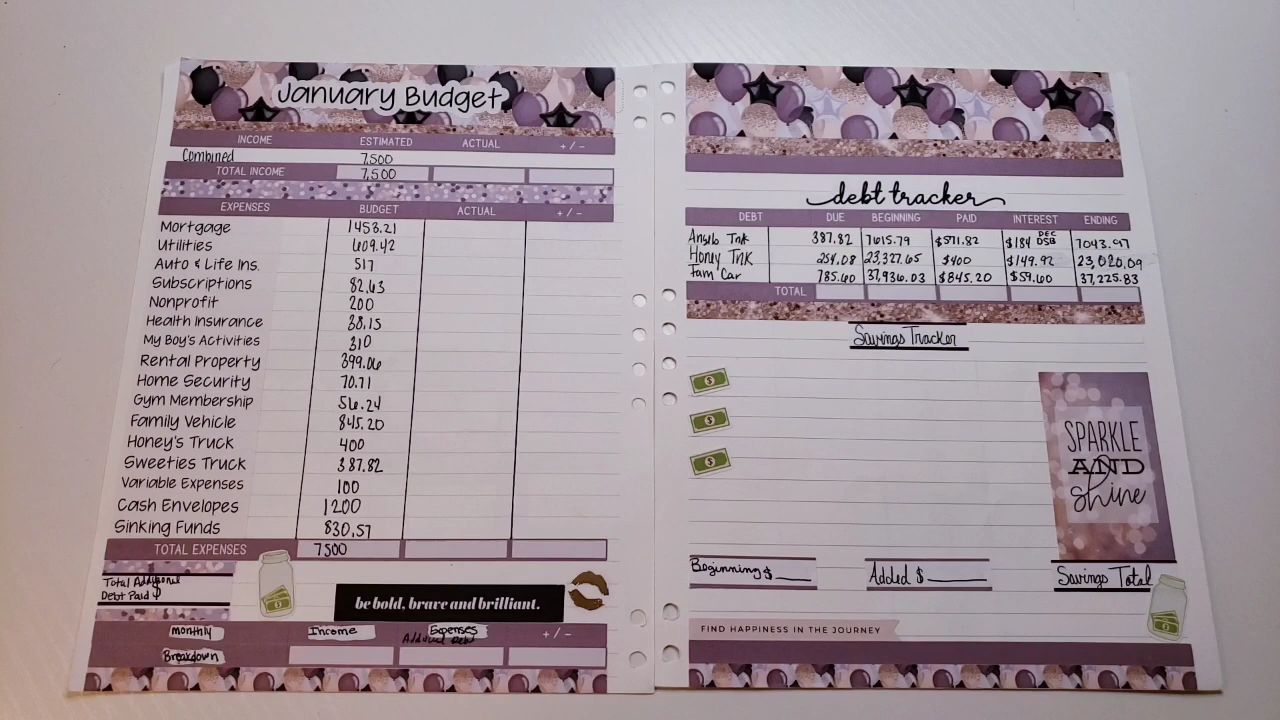 January Budget
INCOME ESTIMATED ACTUAL + / -
Combined 7,500
TOTAL INCOME 7,500
EXPENSES BUDGET ACTUAL + / -
Mortgage 1453.21
Utilities 609.42
Auto & Life Ins. 517
Subscriptions 82.63
Nonprofit 200
Health Insurance 38.15
My Boy's Activities 310
Rental Property 399.06
Home Security 70.71
Gym Membership 56.24
Family Vehicle 845.20
Honey's Truck 400
Sweeties Truck 387.82
Variable Expenses 100
Cash Envelopes 1200
Sinking Funds 830.57
TOTAL EXPENSES 7500
Total Additional
Debt Paid $
be bold, brave and brilliant.
Monthly Income Expenses + / -
Breakdown
debt tracker
DEBT DUE BEGINNING PAID INTEREST ENDING
Tnk 387.82 7615.79 $571.82 $184 DEC 7043.97
Honey Tnk 254.08 23,327.65 $400 $149.92
Fam Car 785.60 37,936.03 $845.20 $59.60 37,225.83
TOTAL
Savings Tracker
SPARKLE
AND
shine
Beginning $ Added $ Savings Total
FIND HAPPINESS IN THE JOURNEY